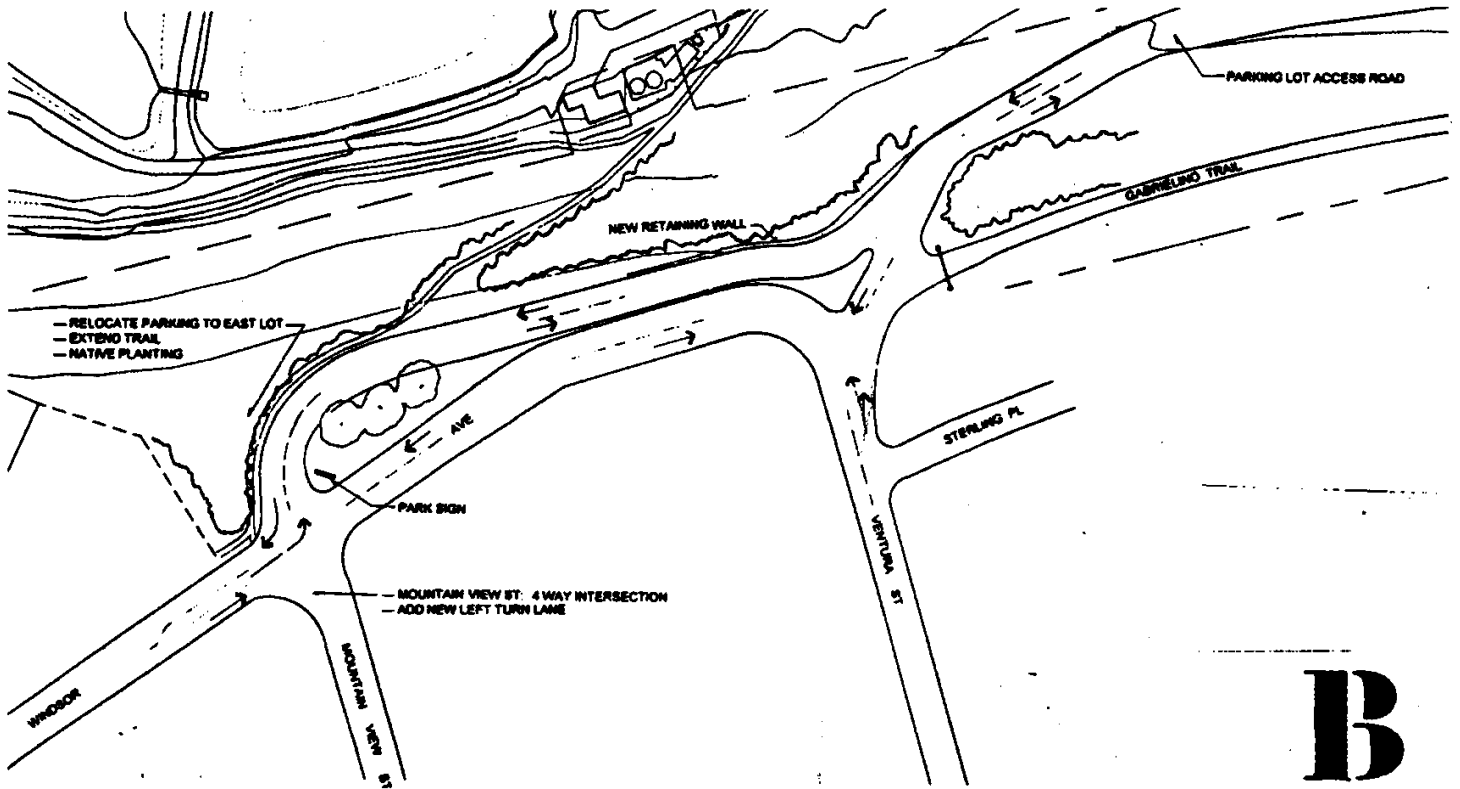 PARKING LOT ACCESS ROAD
GABRIELINO TRAIL
NEW RETAINING WALL
— RELOCATE PARKING TO EAST LOT
— EXTEND TRAIL
— NATIVE PLANTING
AVE
STERLING PL
PARK SIGN
VENTURA ST
— MOUNTAIN VIEW ST: 4 WAY INTERSECTION
— ADD NEW LEFT TURN LANE
WINDSOR
MOUNTAIN VIEW ST
B